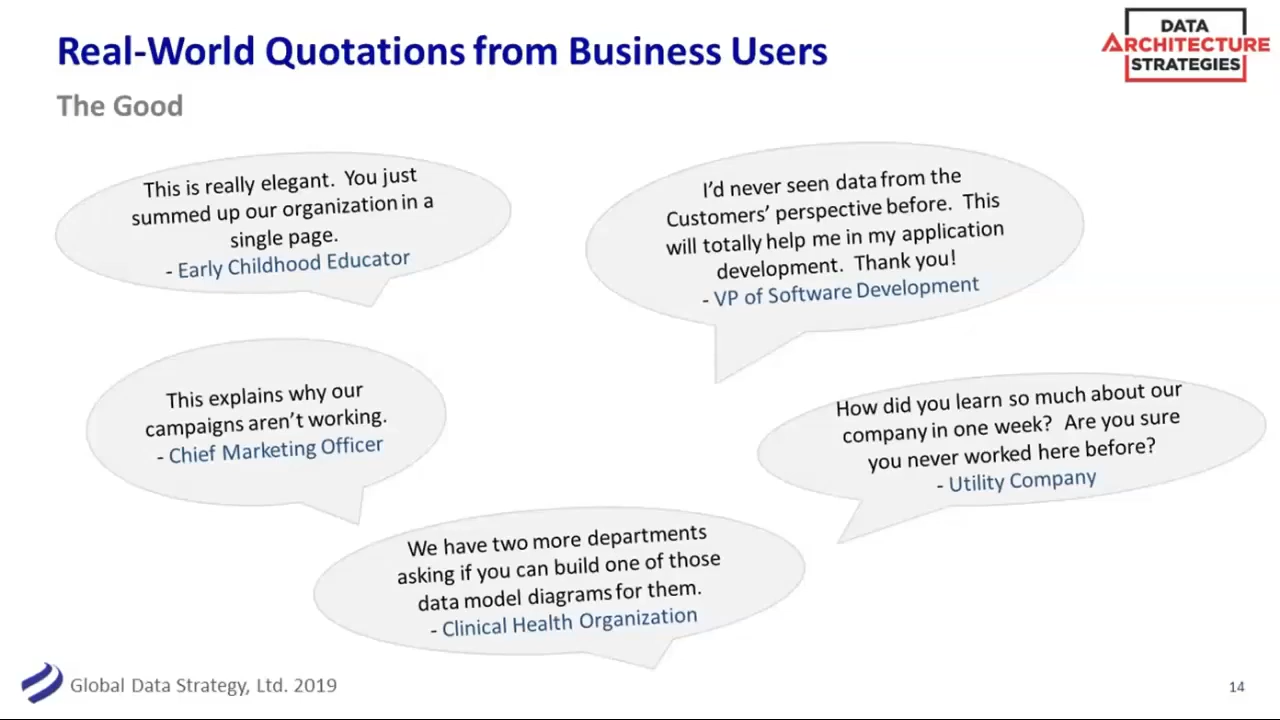 Real-World Quotations from Business Users
DATA
ARCHITECTURE
STRATEGIES
The Good
This is really elegant. You just
summed up our organization in a
single page.
- Early Childhood Educator
I'd never seen data from the
Customers' perspective before. This
will totally help me in my application
development. Thank you!
- VP of Software Development
This explains why our
campaigns aren't working.
- Chief Marketing Officer
How did you learn so much about our
company in one week? Are you sure
you never worked here before?
- Utility Company
We have two more departments
asking if you can build one of those
data model diagrams for them.
- Clinical Health Organization
Global Data Strategy, Ltd. 2019
14